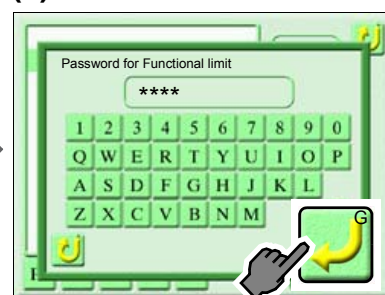 Password for Functional limit
****
1 2 3 4 5 6 7 8 9 0
Q W E R T Y U I O P
A S D F G H J K L
Z X C V B N M
G